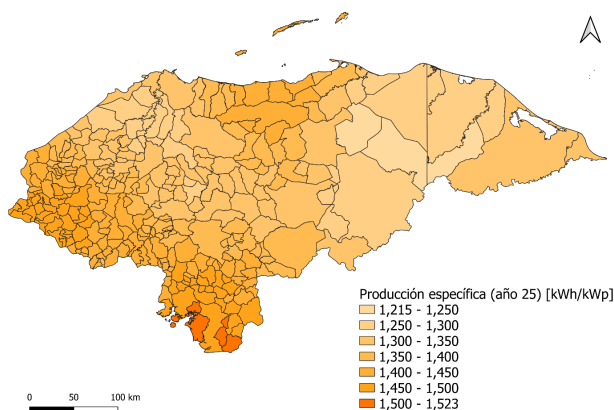 Producción específica (año 25) [kWh/kWp]
1,215 - 1,250
1,250 - 1,300
1,300 - 1,350
1,350 - 1,400
1,400 - 1,450
1,450 - 1,500
1,500 - 1,523
0 50 100 km